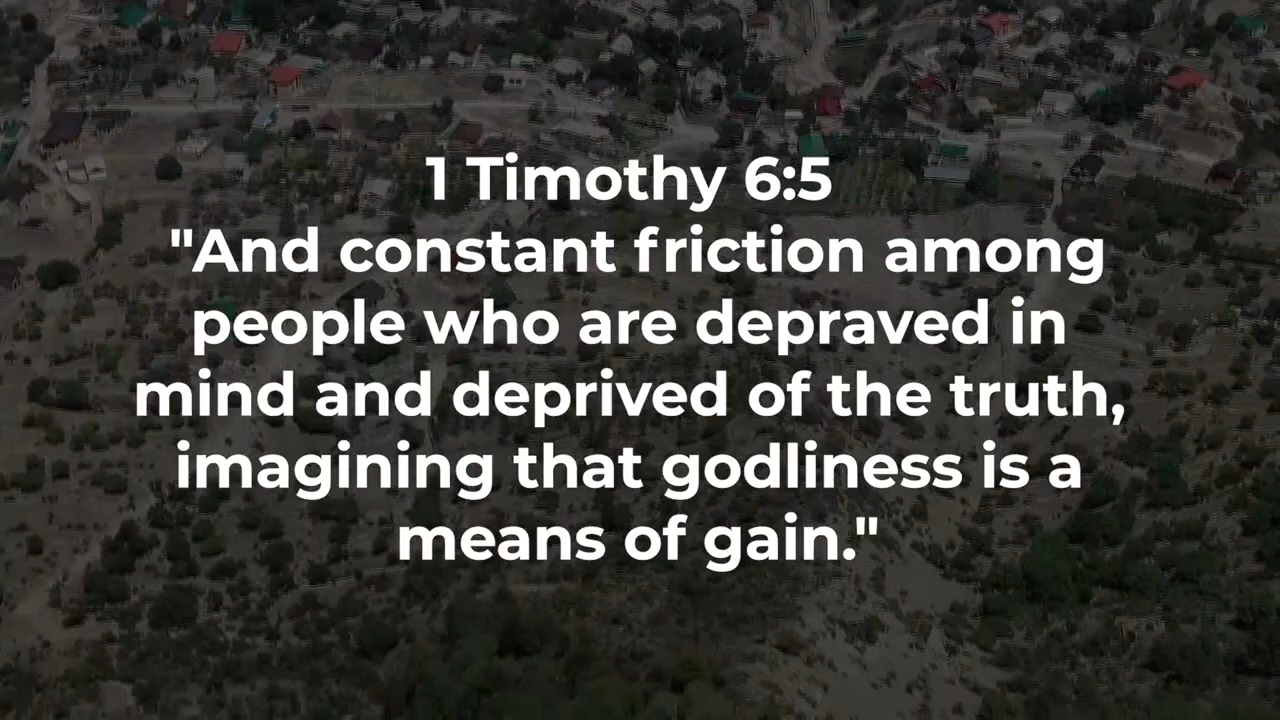 1 Timothy 6:5
"And constant friction among
people who are depraved in
mind and deprived of the truth,
imagining that godliness is a
means of gain."